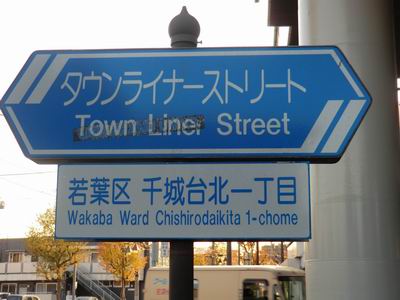 タウンライナーストリート
Town Liner Street
若葉区 千城台北一丁目
Wakaba Ward Chishirodaikita 1-chome